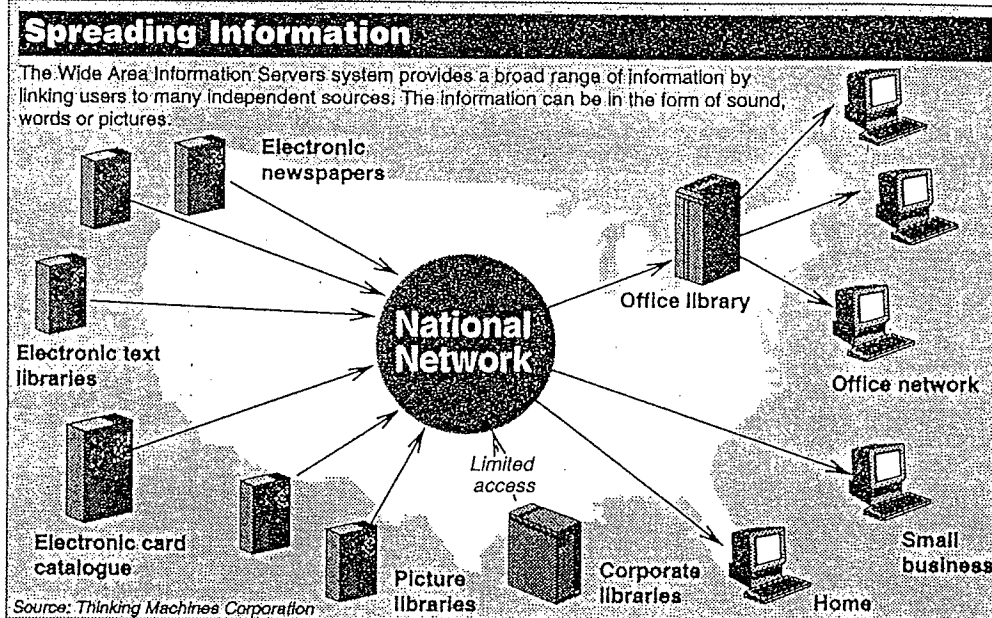 Spreading Information
The Wide Area Information Servers system provides a broad range of information by
linking users to many independent sources. The information can be in the form of sound,
words or pictures.
Electronic
newspapers
Electronic text
libraries
Electronic card
catalogue
Picture
libraries
Limited
access
Corporate
libraries
National
Network
Office library
Office network
Small
business
Home
Source: Thinking Machines Corporation